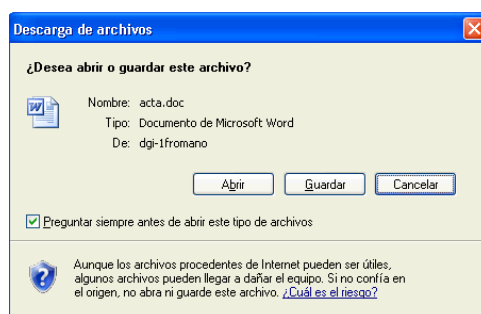 Descarga de archivos
¿Desea abrir o guardar este archivo?
Nombre: acta.doc
Tipo: Documento de Microsoft Word
De: dgi-1fromano
Abrir Guardar Cancelar
Preguntar siempre antes de abrir este tipo de archivos
Aunque los archivos procedentes de Internet pueden ser útiles,
algunos archivos pueden llegar a dañar el equipo. Si no confía en
el origen, no abra ni guarde este archivo. ¿Cuál es el riesgo?